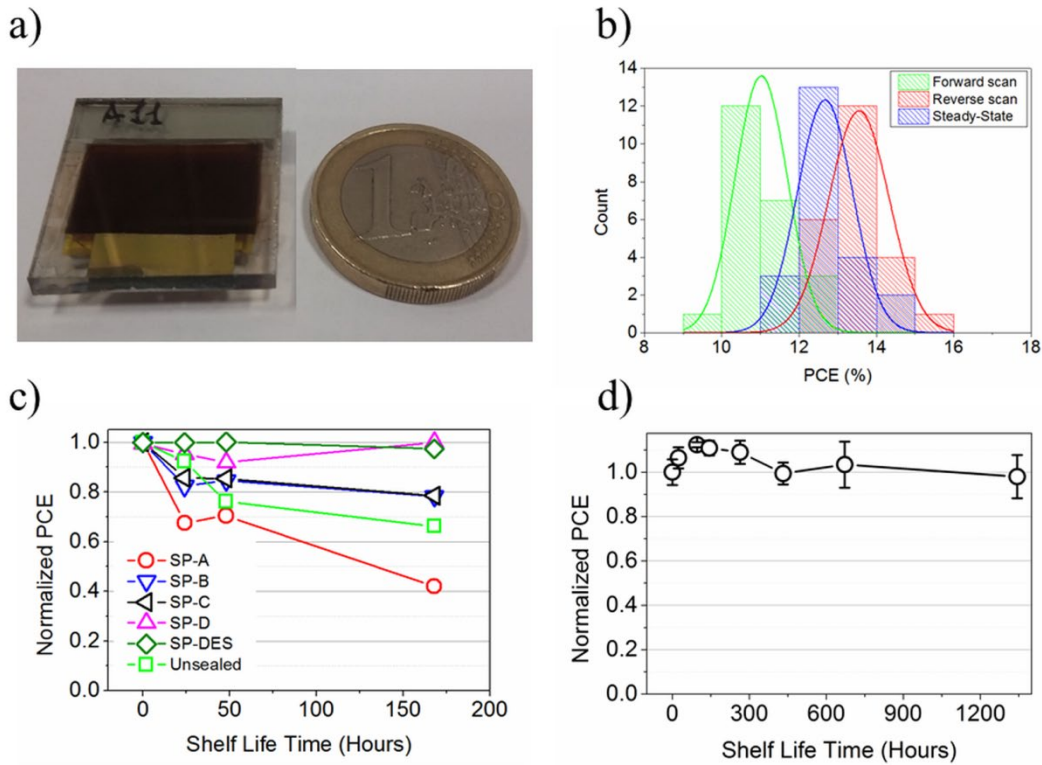 a)
A11
1
b)
14
12
10
8
6
4
2
0
Count
Forward scan
Reverse scan
Steady-State
8 10 12 14 16 18
PCE (%)
c)
1.0
0.8
0.6
0.4
0.2
0.0
Normalized PCE
SP-A
SP-B
SP-C
SP-D
SP-DES
Unsealed
0 50 100 150 200
Shelf Life Time (Hours)
d)
1.0
0.8
0.6
0.4
0.2
0.0
Normalized PCE
0 300 600 900 1200
Shelf Life Time (Hours)